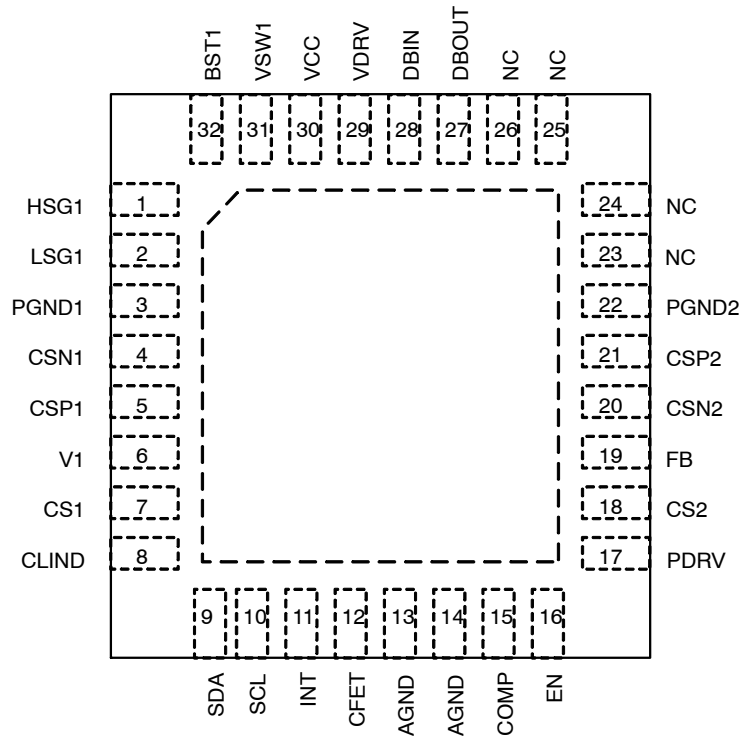 BST1 VSW1 VCC VDRV DBIN DBOUT NC NC
32 31 30 29 28 27 26 25
HSG1 1 24 NC
LSG1 2 23 NC
PGND1 3 22 PGND2
CSN1 4 21 CSP2
CSP1 5 20 CSN2
V1 6 19 FB
CS1 7 18 CS2
CLIND 8 17 PDRV
9 10 11 12 13 14 15 16
SDA SCL INT CFET AGND AGND COMP EN